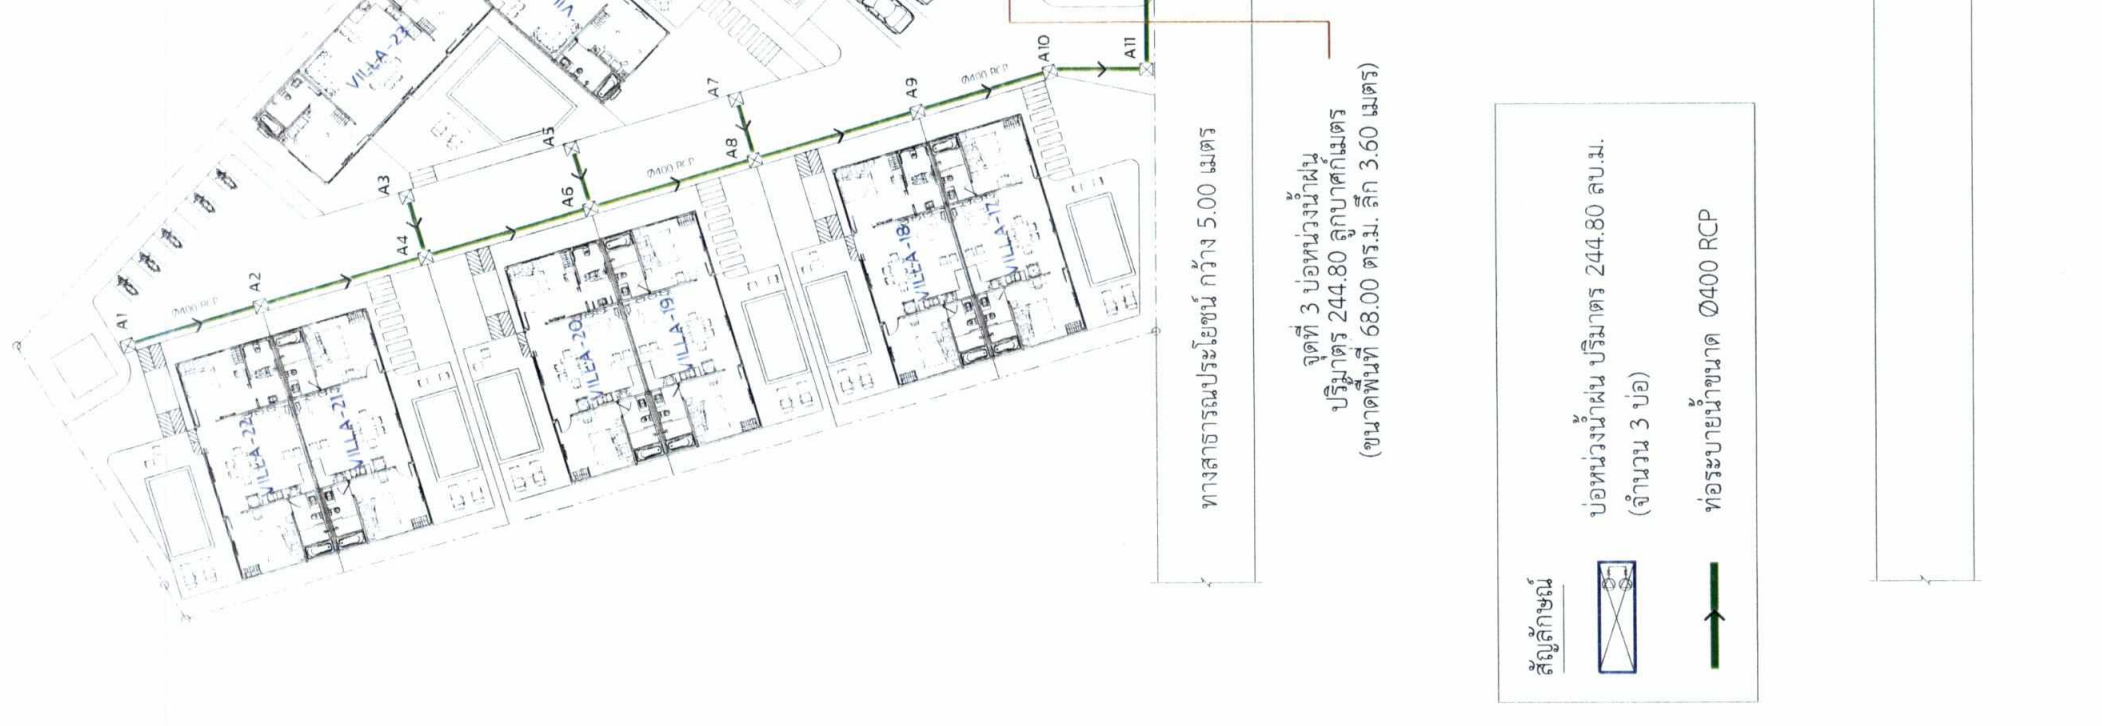 VILLA-23
VI
A1
A2
A3
A4
A5
A6
A7
A8
A9
A10
A11
Ø400 RCP
Ø400 RCP
Ø400 RCP
VILLA-22
VILLA-21
VILLA-20
VILLA-19
VILLA-18
VILLA-17
ทางสาธารณประโยชน์ กว้าง 5.00 เมตร
จุดที่ 3 บ่อหน่วงน้ำฝน
ปริมาตร 244.80 ลูกบาศก์เมตร
(ขนาดพื้นที่ 68.00 ตร.ม. ลึก 3.60 เมตร)
สัญลักษณ์
บ่อหน่วงน้ำฝน ปริมาตร 244.80 ลบ.ม.
(จำนวน 3 บ่อ)
ท่อระบายน้ำขนาด Ø400 RCP